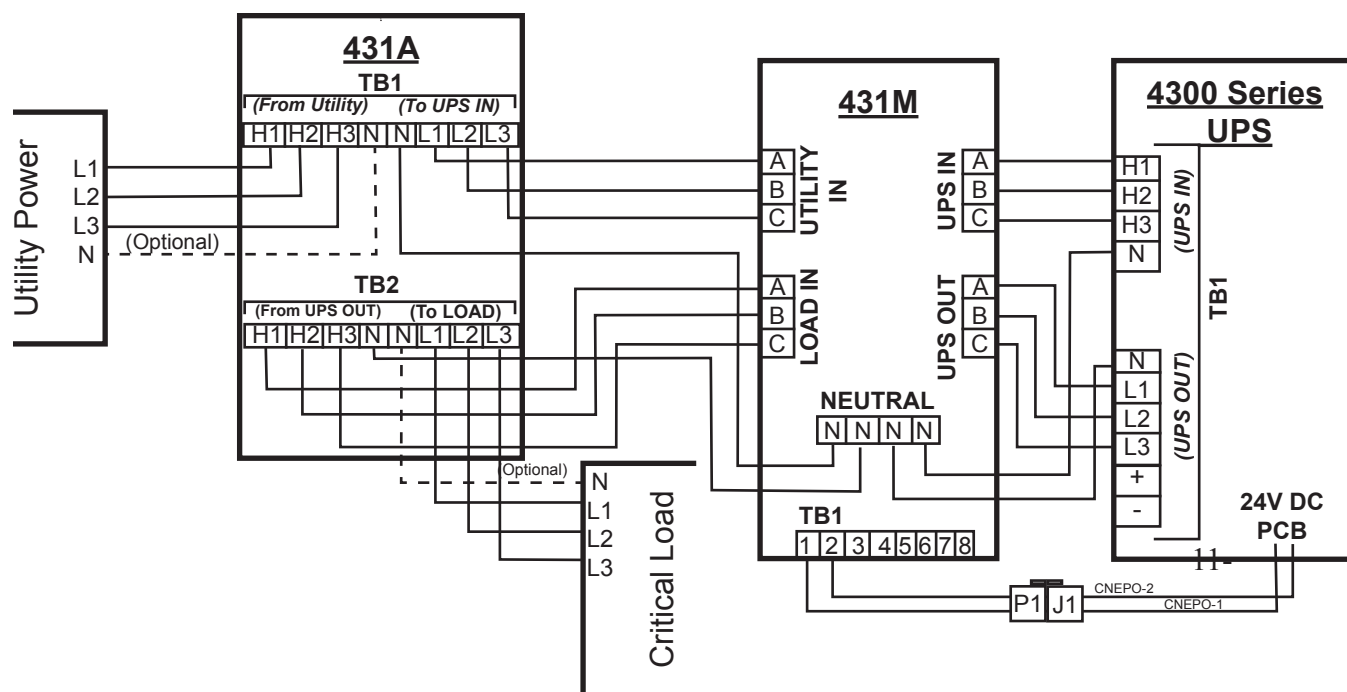 Utility Power
L1
L2
L3
N
(Optional)
431A
TB1
(From Utility) (To UPS IN)
H1 H2 H3 N N L1 L2 L3
TB2
(From UPS OUT) (To LOAD)
H1 H2 H3 N N L1 L2 L3
(Optional)
N
L1
L2
L3
Critical Load
431M
A
B
C
UTILITY
IN
UPS IN
A
B
C
A
B
C
LOAD IN
UPS OUT
A
B
C
NEUTRAL
N N N N
TB1
1 2 3 4 5 6 7 8
4300 Series
UPS
H1
H2
H3
N
(UPS IN)
TB1
N
L1
L2
L3
+
-
(UPS OUT)
24V DC
PCB
11-
P1 J1
CNEPO-2
CNEPO-1